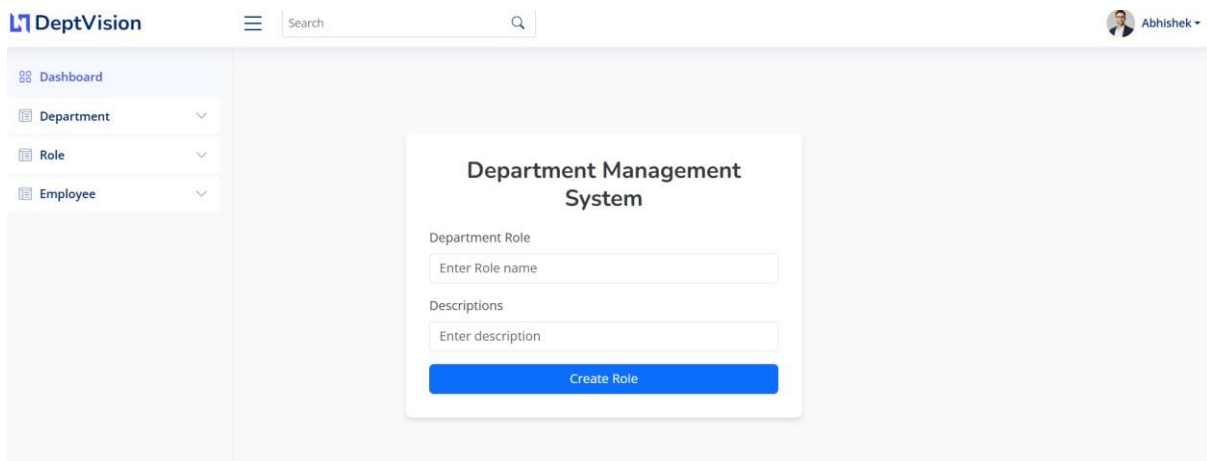 DeptVision
Search
Abhishek
Dashboard
Department
Role
Employee
Department Management
System
Department Role
Enter Role name
Descriptions
Enter description
Create Role